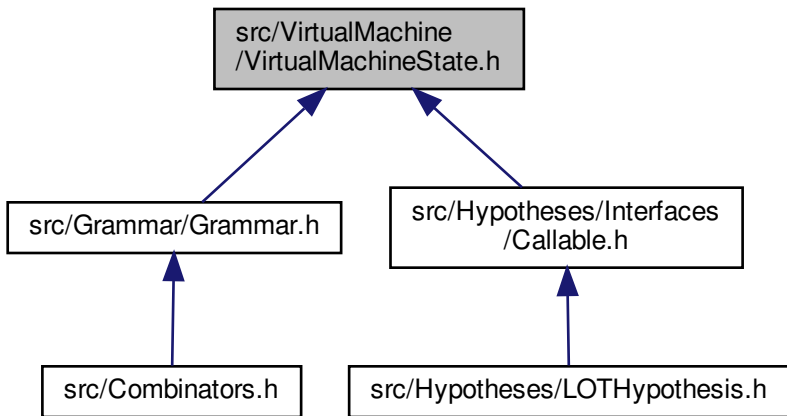 src/VirtualMachine
/VirtualMachineState.h
src/Grammar/Grammar.h
src/Hypotheses/Interfaces
/Callable.h
src/Combinators.h
src/Hypotheses/LOTHypothesis.h